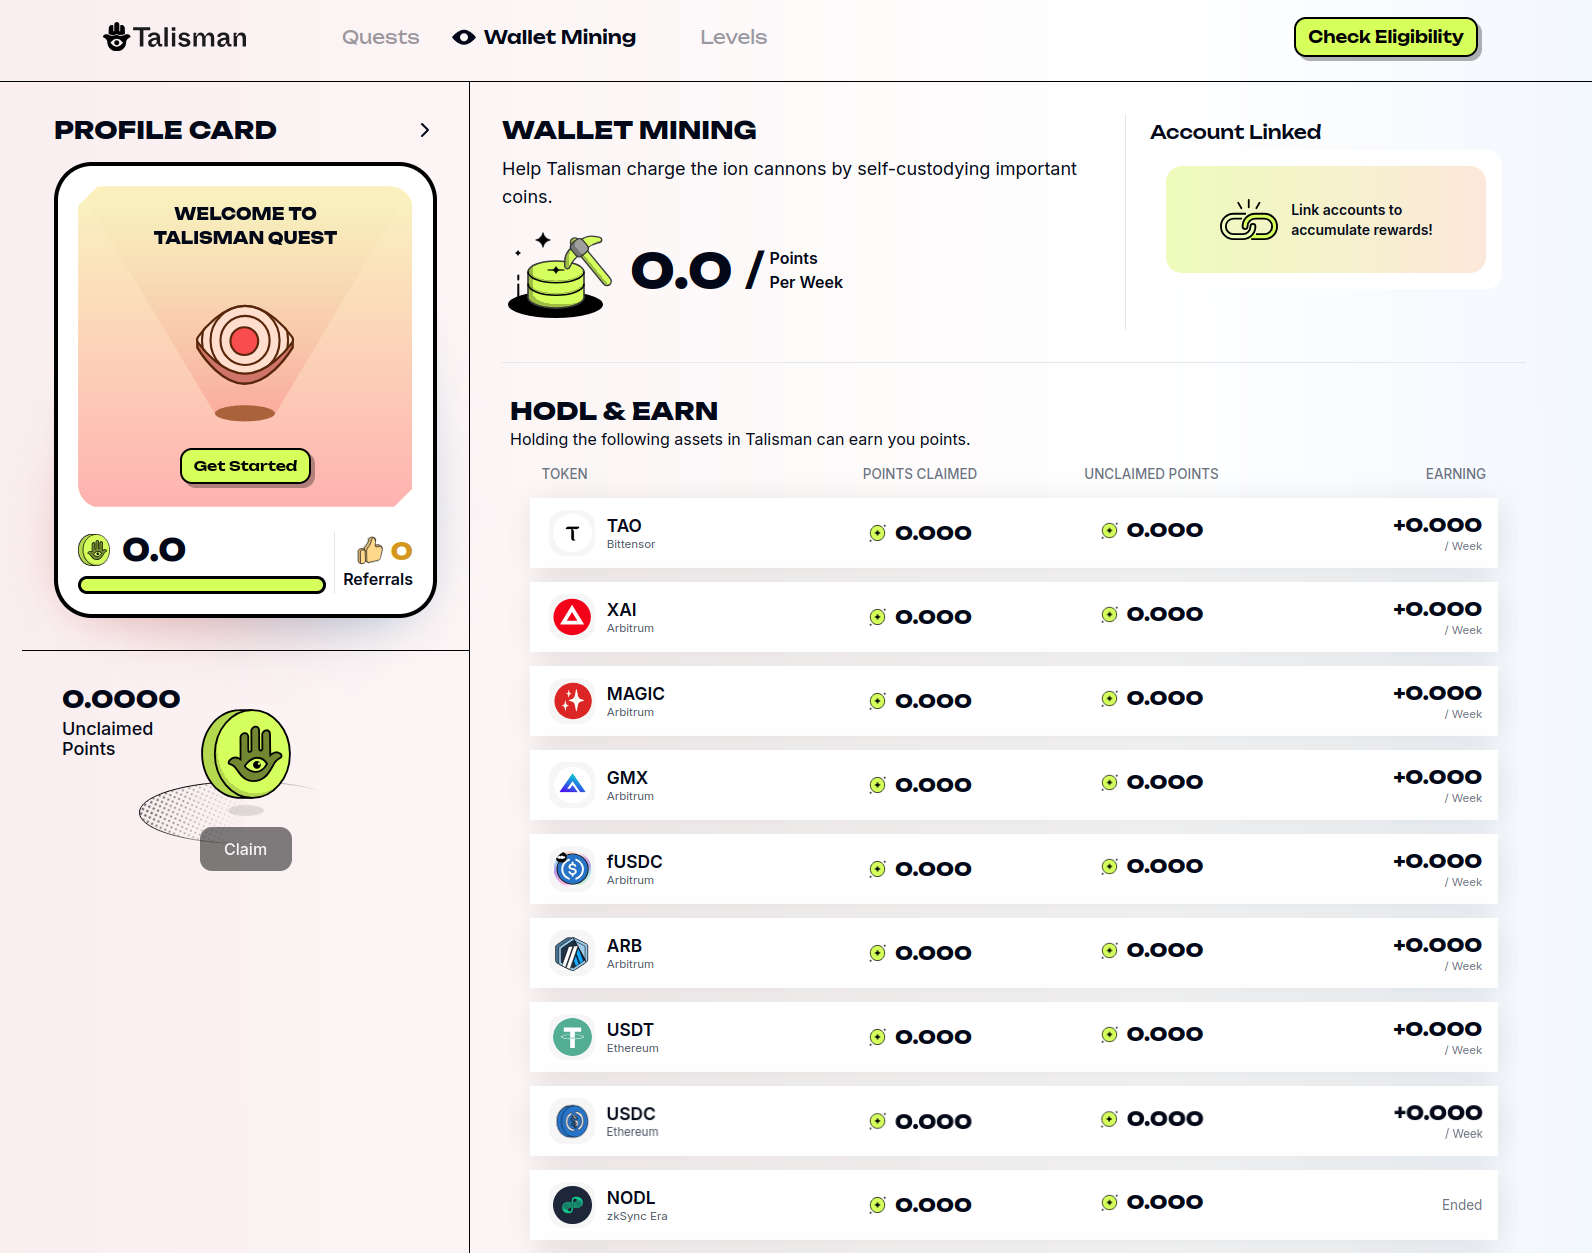 Talisman
Quests
Wallet Mining
Levels
Check Eligibility
PROFILE CARD
WELCOME TO
TALISMAN QUEST
Get Started
0.0
0
Referrals
0.0000
Unclaimed
Points
Claim
WALLET MINING
Help Talisman charge the ion cannons by self-custodying important
coins.
0.0 /
Points
Per Week
Account Linked
Link accounts to
accumulate rewards!
HODL & EARN
Holding the following assets in Talisman can earn you points.
TOKEN POINTS CLAIMED UNCLAIMED POINTS EARNING
TAO 0.000 0.000 +0.000
Bittensor / Week
XAI 0.000 0.000 +0.000
Arbitrum / Week
MAGIC 0.000 0.000 +0.000
Arbitrum / Week
GMX 0.000 0.000 +0.000
Arbitrum / Week
fUSDC 0.000 0.000 +0.000
Arbitrum / Week
ARB 0.000 0.000 +0.000
Arbitrum / Week
USDT 0.000 0.000 +0.000
Ethereum / Week
USDC 0.000 0.000 +0.000
Ethereum / Week
NODL 0.000 0.000 Ended
zkSync Era